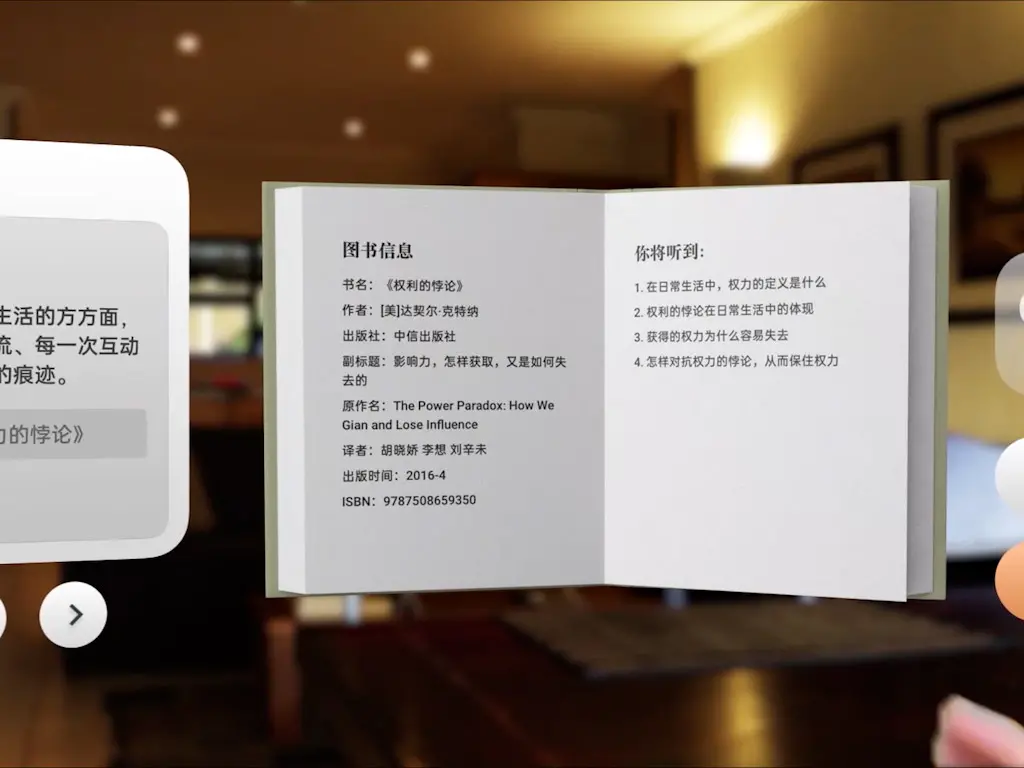 生活的方方面，
流、每一次互动
的痕迹。
的悖论》
图书信息
书名：《权利的悖论》
作者：[美]达契尔·克特纳
出版社：中信出版社
副标题：影响力，怎样获取，又是如何失
去的
原作名：The Power Paradox: How We
Gian and Lose Influence
译者：胡晓娇 李想 刘辛未
出版时间：2016-4
ISBN：9787508659350
你将听到：
1. 在日常生活中，权力的定义是什么
2. 权利的悖论在日常生活中的体现
3. 获得的权力为什么容易失去
4. 怎样对抗权力的悖论，从而保住权力